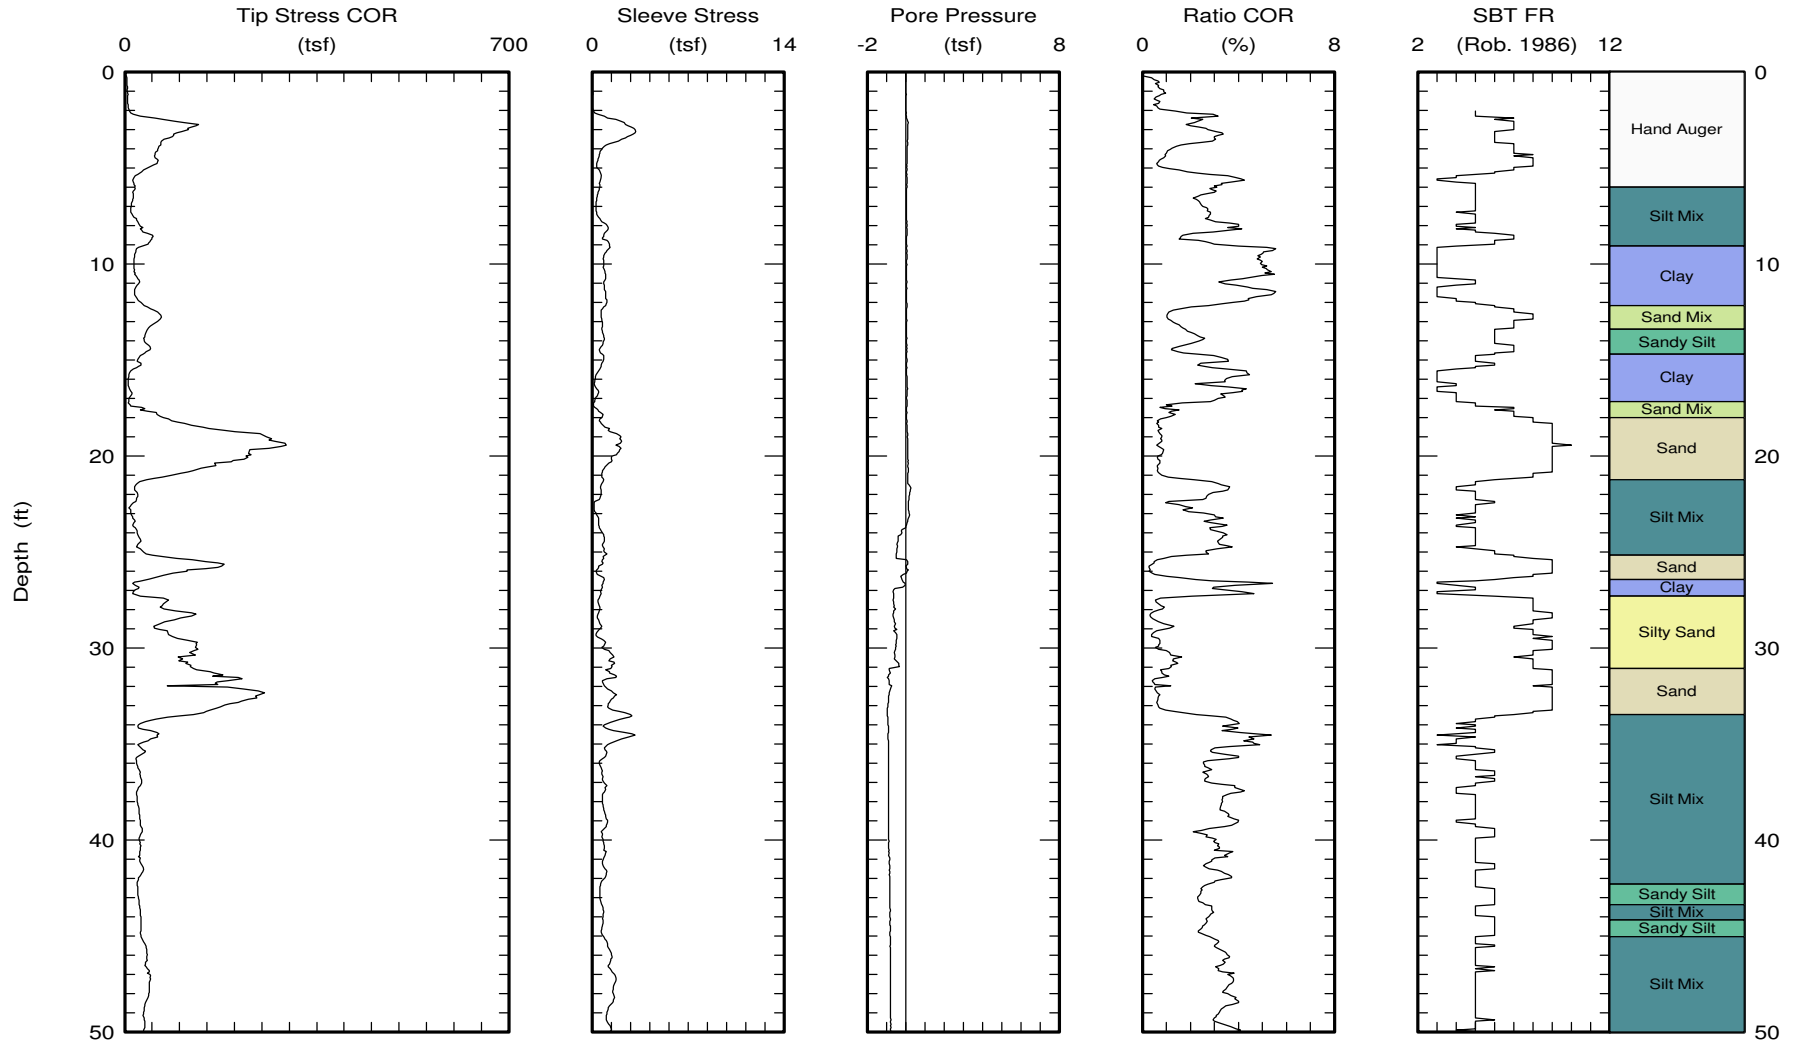 Tip Stress COR Sleeve Stress Pore Pressure Ratio COR SBT FR
0 (tsf) 700 0 (tsf) 14 -2 (tsf) 8 0 (%) 8 2 (Rob. 1986) 12
0 0
Hand Auger
Silt Mix
10 Clay 10
Sand Mix
Sandy Silt
Clay
Sand Mix
Sand
20 20
Silt Mix
Depth (ft)
Sand
Clay
Silty Sand
30 30
Sand
Silt Mix
40 40
Sandy Silt
Silt Mix
Sandy Silt
Silt Mix
50 50